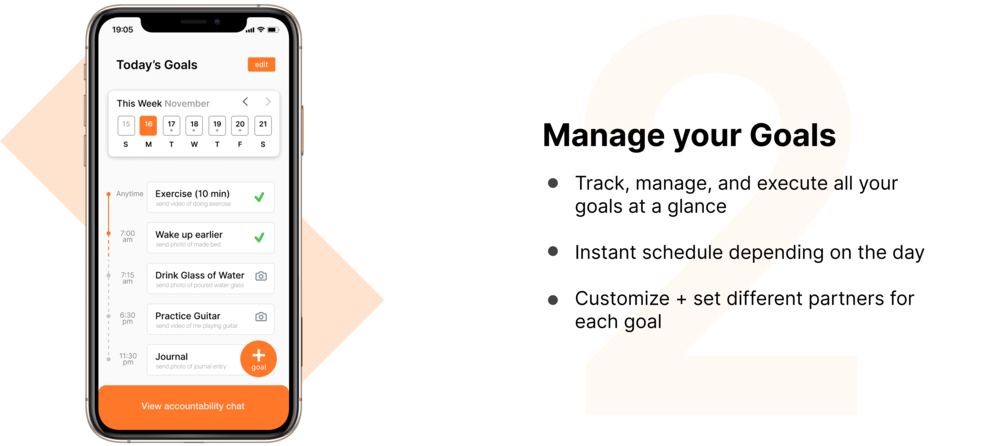 19:05
Today's Goals
edit
This Week November
15 16 17 18 19 20 21
S M T W T F S
Anytime
Exercise (10 min)
send video of doing exercise
7:00
am
Wake up earlier
send photo of made bed
7:15
am
Drink Glass of Water
send photo of poured water glass
6:30
pm
Practice Guitar
send video of me playing guitar
11:30
pm
Journal
send photo of journal entry
+
goal
View accountability chat
2
Manage your Goals
Track, manage, and execute all your
goals at a glance
Instant schedule depending on the day
Customize + set different partners for
each goal